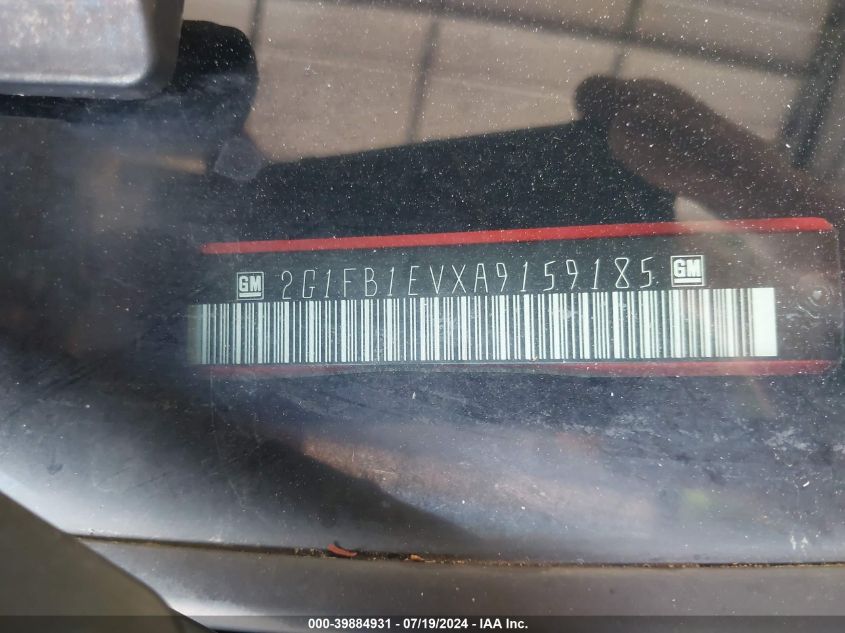 GM 2G1FB1EVXA9159185 GM
000-39884931 - 07/19/2024 - IAA Inc.